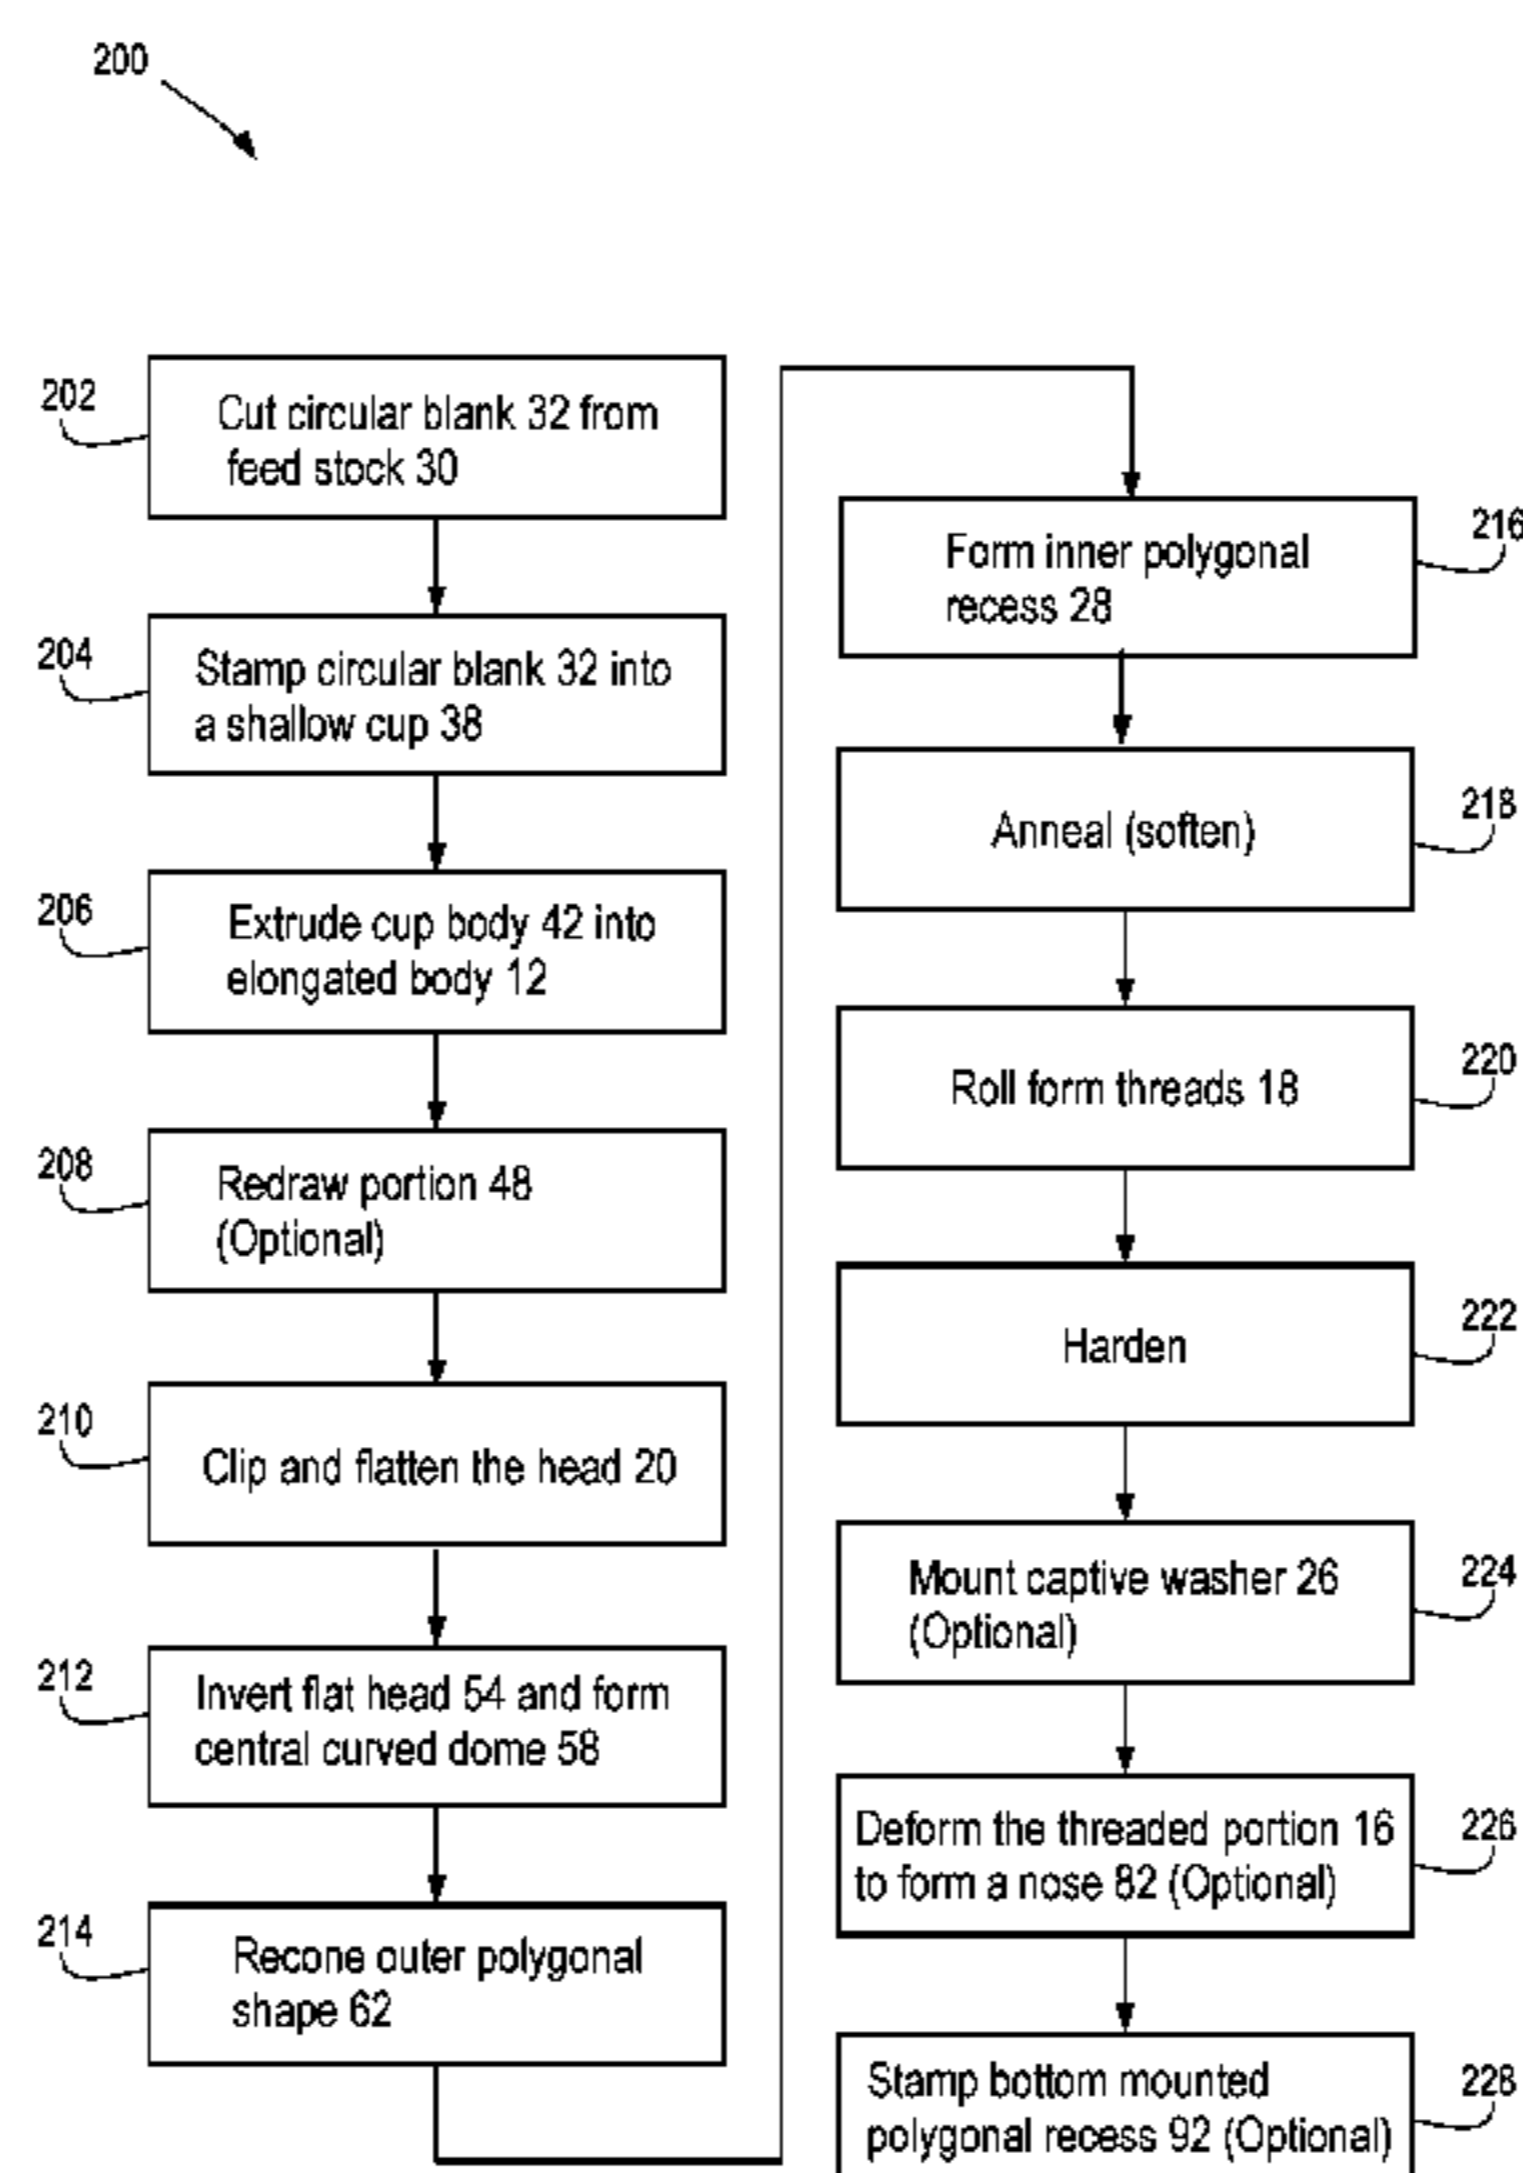 200
202
Cut circular blank 32 from
feed stock 30
204
Stamp circular blank 32 into
a shallow cup 38
206
Extrude cup body 42 into
elongated body 12
208
Redraw portion 48
(Optional)
210
Clip and flatten the head 20
212
Invert flat head 54 and form
central curved dome 58
214
Recone outer polygonal
shape 62
216
Form inner polygonal
recess 28
218
Anneal (soften)
220
Roll form threads 18
222
Harden
224
Mount captive washer 26
(Optional)
226
Deform the threaded portion 16
to form a nose 82 (Optional)
228
Stamp bottom mounted
polygonal recess 92 (Optional)